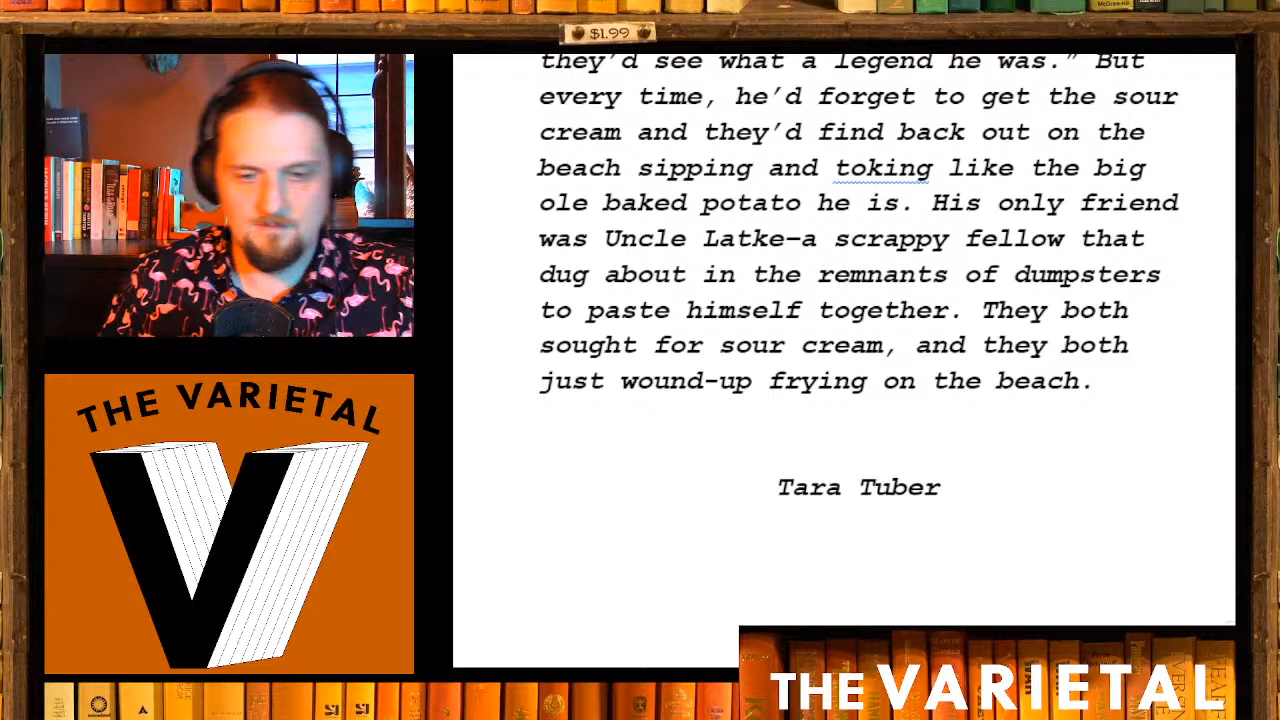 $1.99
McGraw-Hill
they’d see what a legend he was.” But
every time, he’d forget to get the sour
cream and they’d find back out on the
beach sipping and toking like the big
ole baked potato he is. His only friend
was Uncle Latke–a scrappy fellow that
dug about in the remnants of dumpsters
to paste himself together. They both
sought for sour cream, and they both
just wound-up frying on the beach.
Tara Tuber
THE VARIETAL
THE VARIETAL